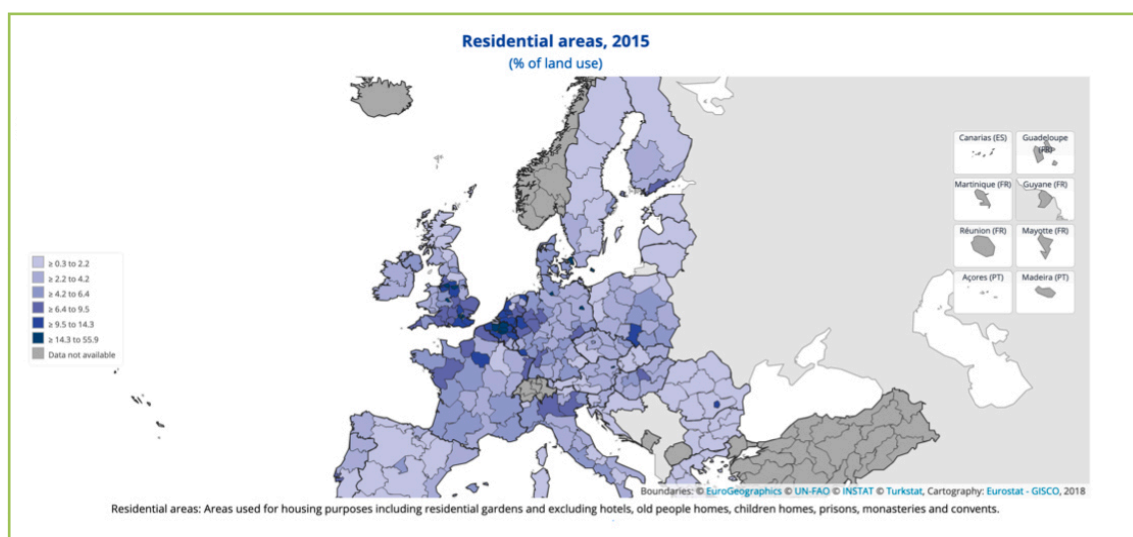 Residential areas, 2015
(% of land use)
Canarias (ES)
Guadeloupe
(FR)
Martinique (FR)
Guyane (FR)
Réunion (FR)
Mayotte (FR)
Açores (PT)
Madeira (PT)
≥ 0.3 to 2.2
≥ 2.2 to 4.2
≥ 4.2 to 6.4
≥ 6.4 to 9.5
≥ 9.5 to 14.3
≥ 14.3 to 55.9
Data not available
Boundaries: © EuroGeographics © UN-FAO © INSTAT © Turkstat, Cartography: Eurostat - GISCO, 2018
Residential areas: Areas used for housing purposes including residential gardens and excluding hotels, old people homes, children homes, prisons, monasteries and convents.